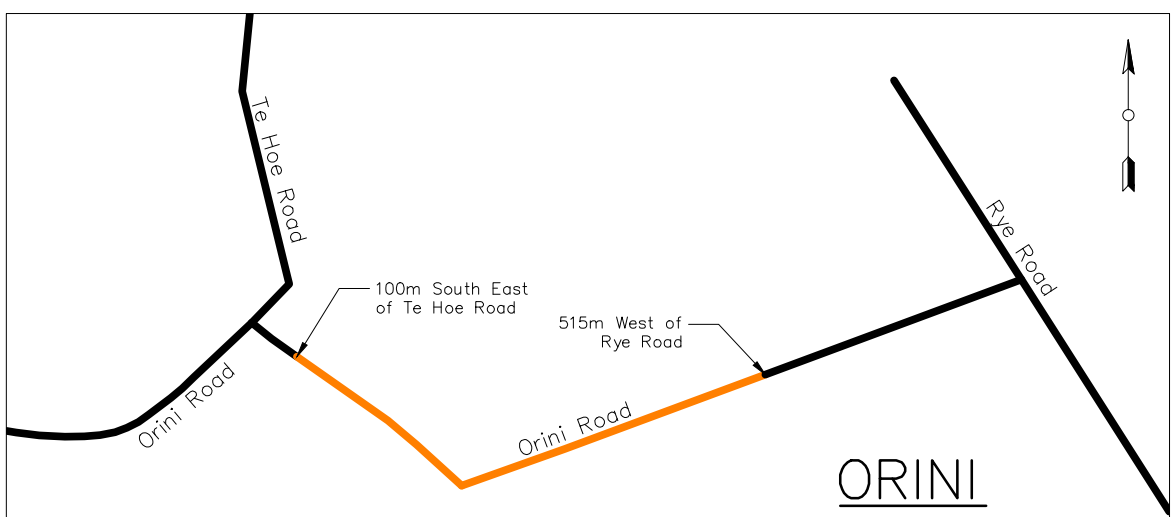 Te Hoe Road
Rye Road
100m South East
of Te Hoe Road
515m West of
Rye Road
Orini Road
Orini Road
ORINI